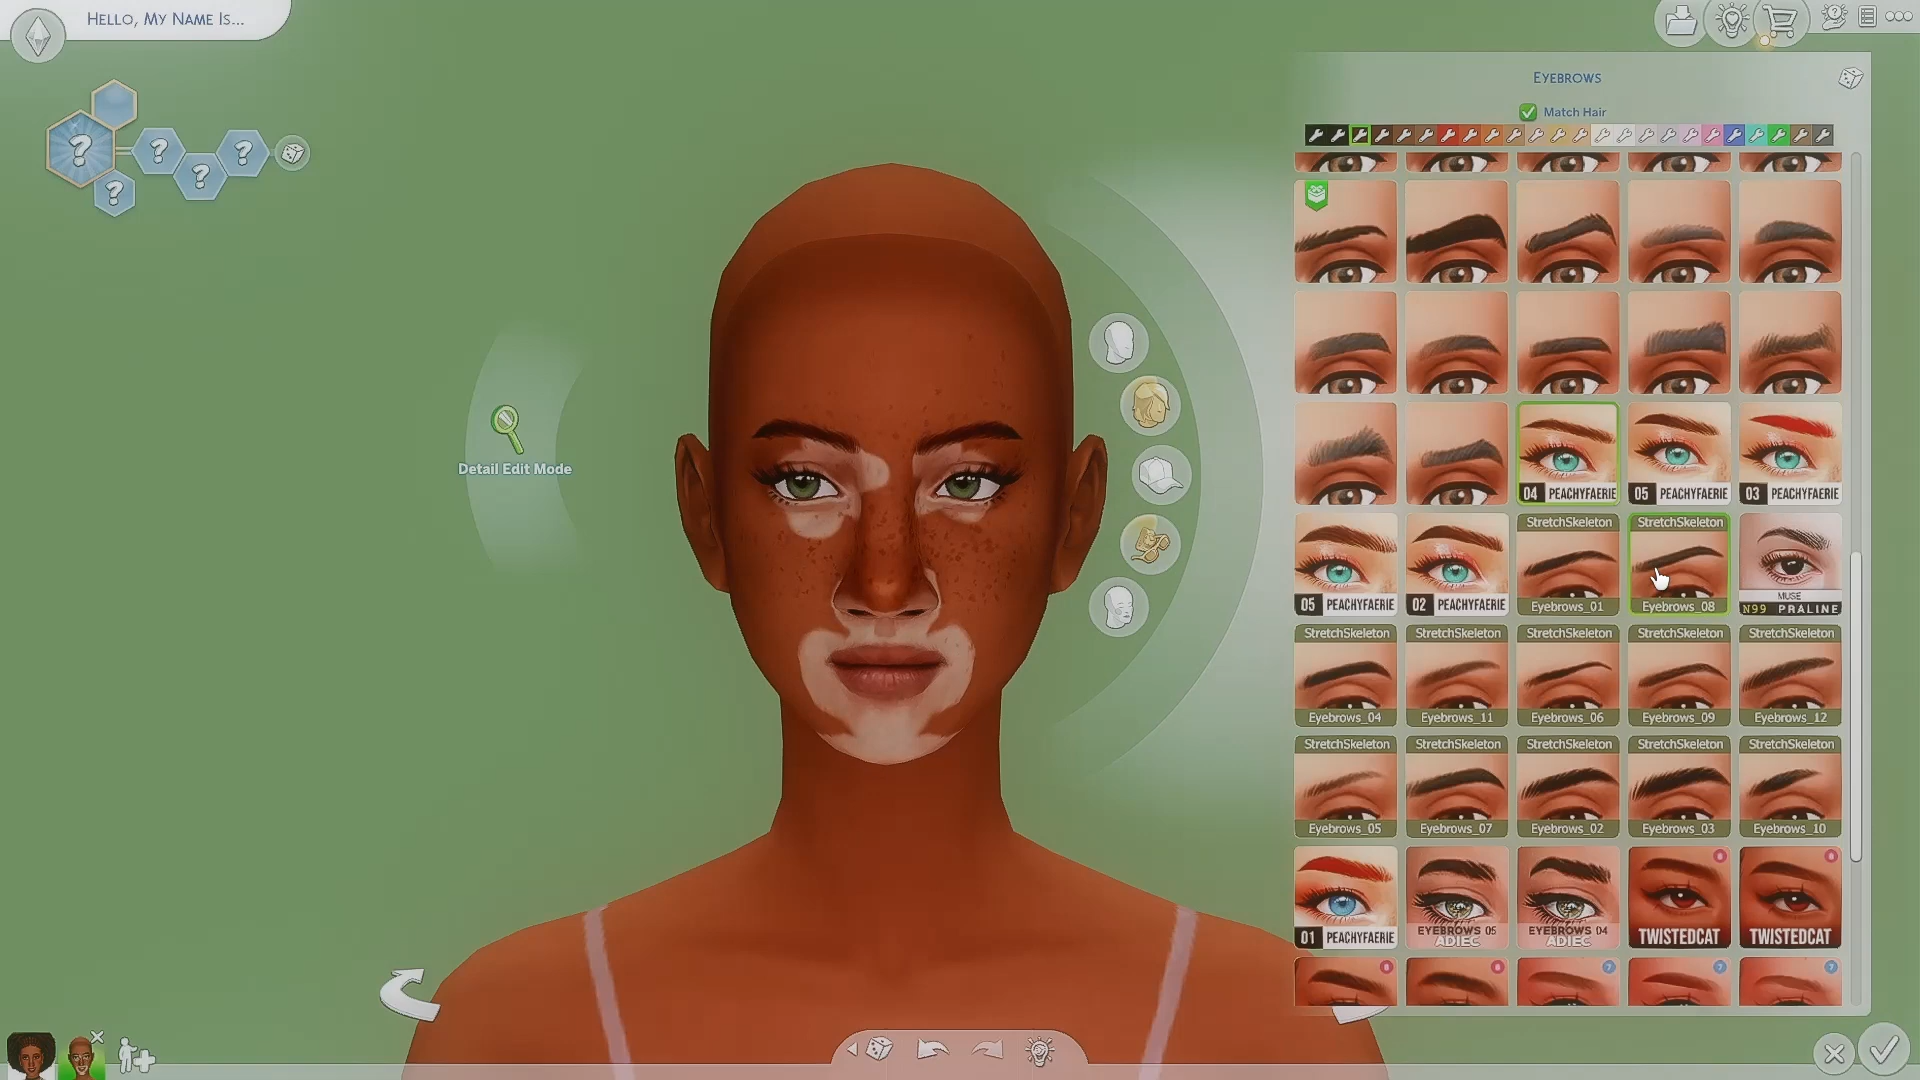 Hello, My Name Is...
Eyebrows
Match Hair
Detail Edit Mode
04 PEACHYFAERIE
05 PEACHYFAERIE
03 PEACHYFAERIE
05 PEACHYFAERIE
02 PEACHYFAERIE
StretchSkeleton
Eyebrows_01
StretchSkeleton
Eyebrows_08
MUSE
N99 PRALINE
StretchSkeleton
Eyebrows_04
StretchSkeleton
Eyebrows_11
StretchSkeleton
Eyebrows_06
StretchSkeleton
Eyebrows_09
StretchSkeleton
Eyebrows_12
StretchSkeleton
Eyebrows_05
StretchSkeleton
Eyebrows_07
StretchSkeleton
Eyebrows_02
StretchSkeleton
Eyebrows_03
StretchSkeleton
Eyebrows_10
01 PEACHYFAERIE
EYEBROWS 05
ADIEC
EYEBROWS 04
ADIEC
TWISTEDCAT
TWISTEDCAT